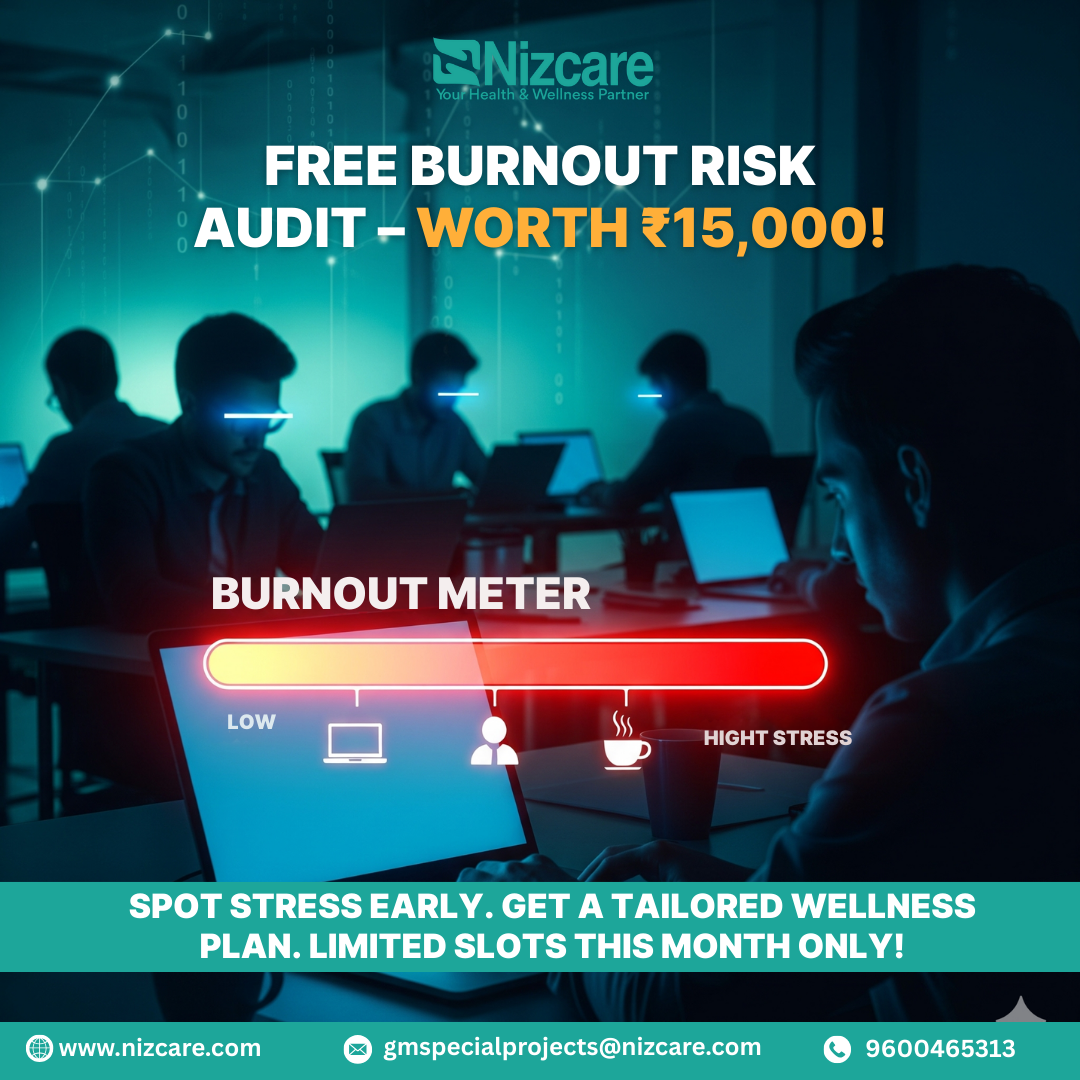 Nizcare
Your Health & Wellness Partner
FREE BURNOUT RISK
AUDIT – WORTH ₹15,000!
BURNOUT METER
LOW
HIGHT STRESS
SPOT STRESS EARLY. GET A TAILORED WELLNESS
PLAN. LIMITED SLOTS THIS MONTH ONLY!
www.nizcare.com gmspecialprojects@nizcare.com 9600465313